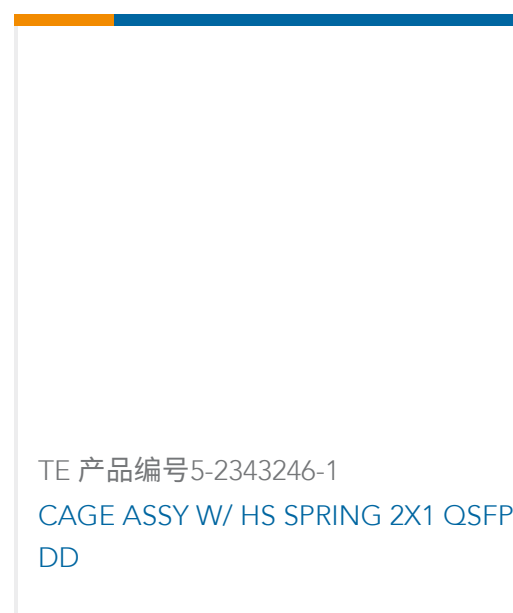 TE 产品编号5-2343246-1
CAGE ASSY W/ HS SPRING 2X1 QSFP
DD